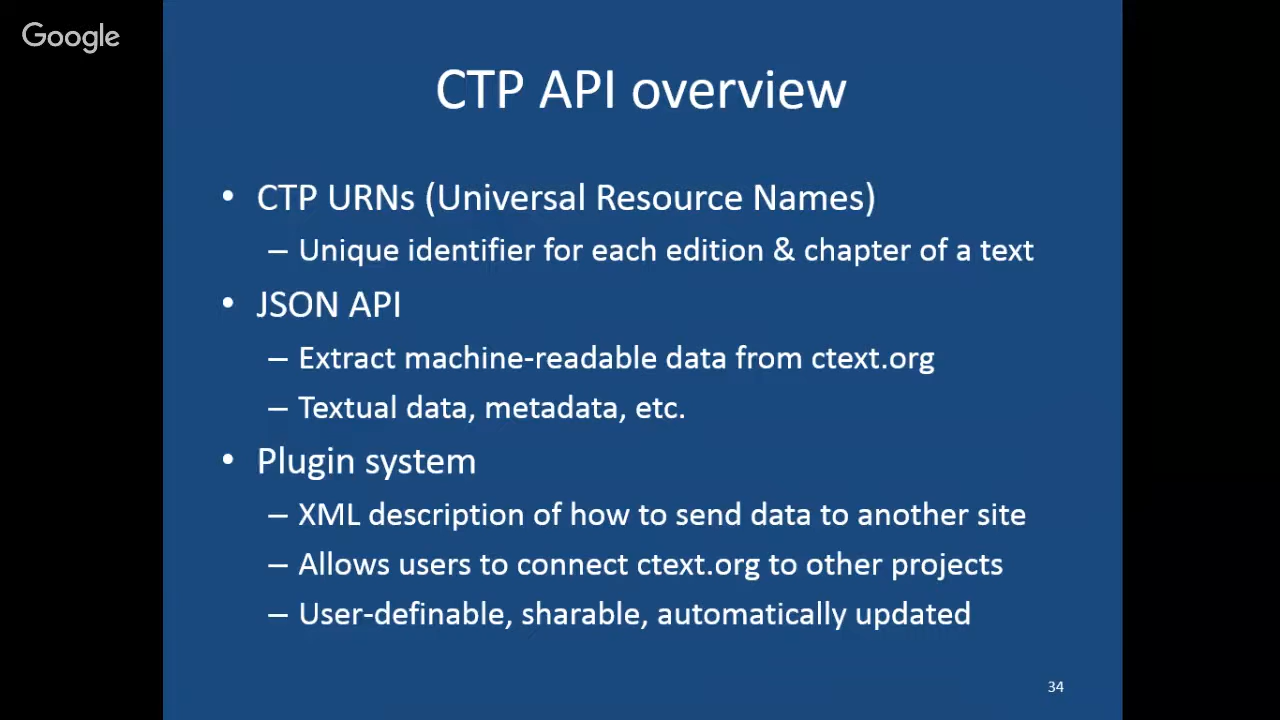 Google
CTP API overview
• CTP URNs (Universal Resource Names)
– Unique identifier for each edition & chapter of a text
• JSON API
– Extract machine-readable data from ctext.org
– Textual data, metadata, etc.
• Plugin system
– XML description of how to send data to another site
– Allows users to connect ctext.org to other projects
– User-definable, sharable, automatically updated
34